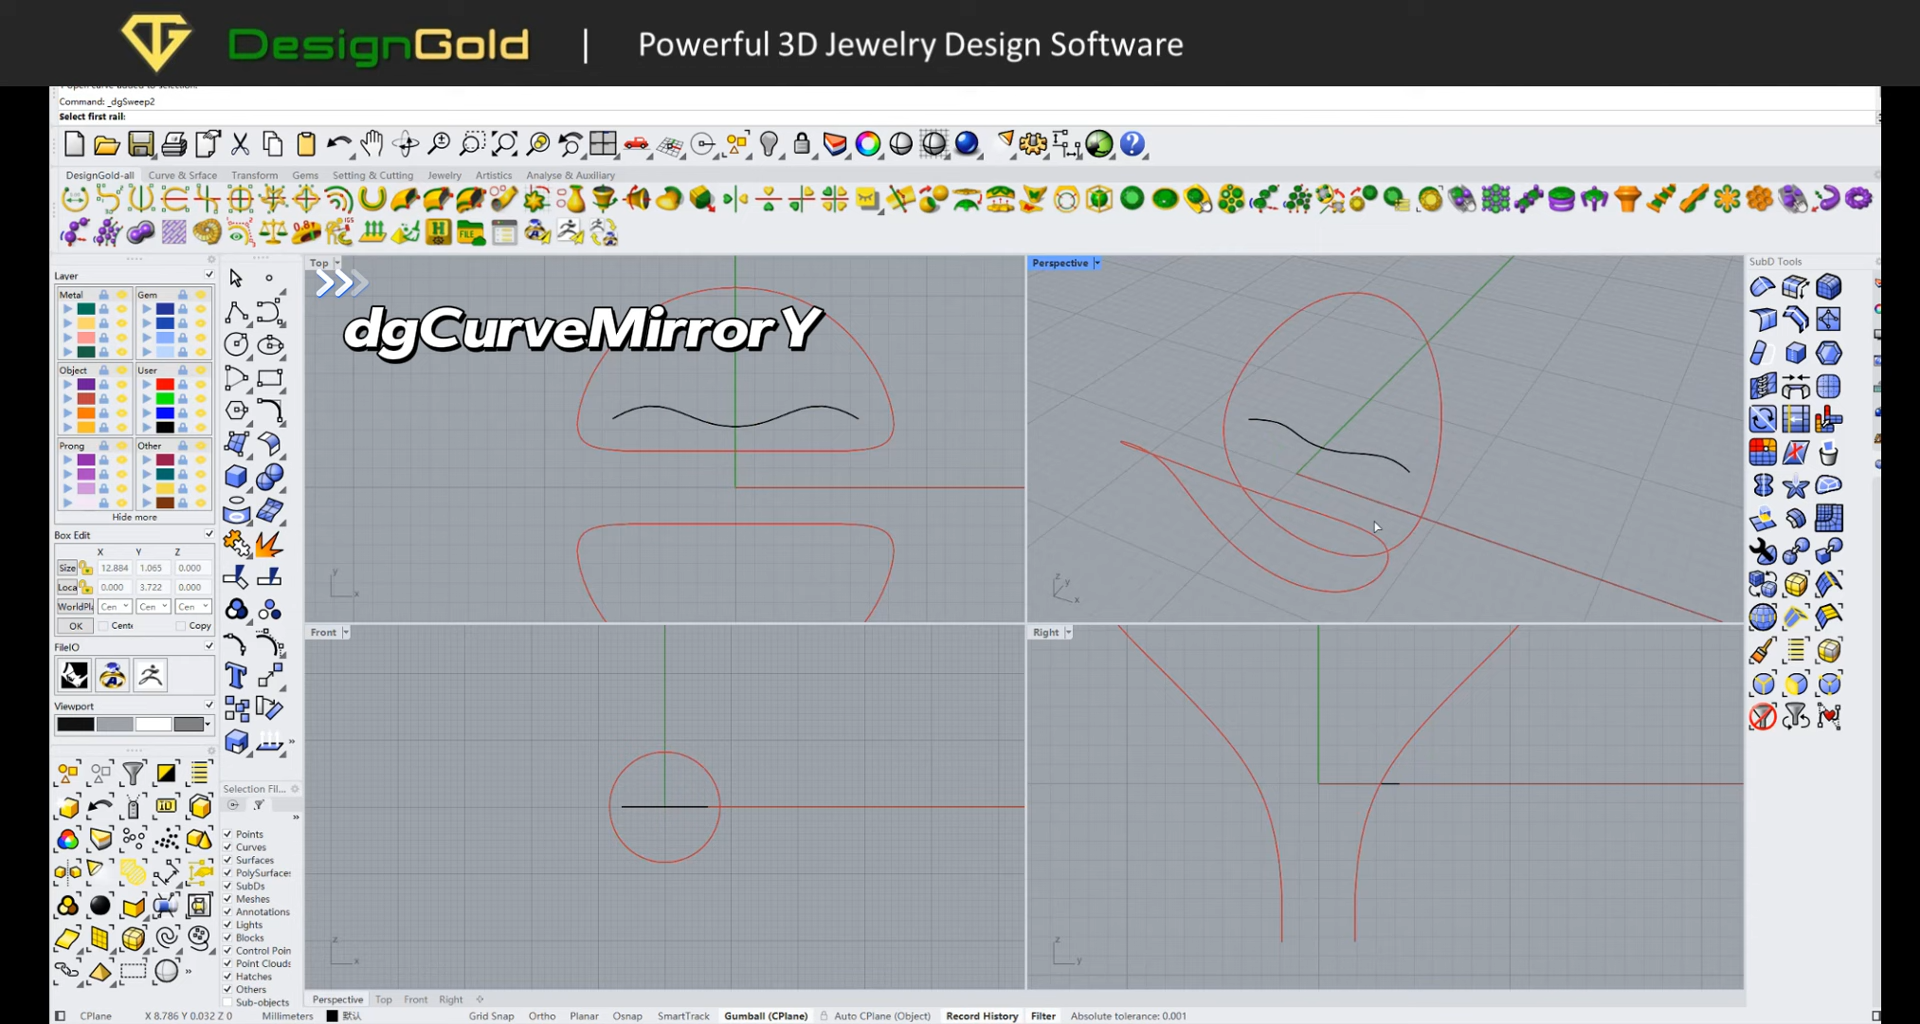 DesignGold | Powerful 3D Jewelry Design Software
Command: _dgSweep2
Select first rail:
DesignGold-all Curve & Srface Transform Gems Setting & Cutting Jewelry Artistics Analyse & Auxiliary
Layer
Metal Gem
Object User
Prong Other
Hide more
Box Edit
X Y Z
Size 12.884 1.065 0.000
Loca 0.000 3.722 0.000
WorldPl Cen Cen Cen
OK Cente Copy
FileIO
Viewport
Selection Fil...
Points
Curves
Surfaces
PolySurfaces
SubDs
Meshes
Annotations
Lights
Blocks
Control Poin
Point Clouds
Hatches
Others
Sub-objects
Top
dgCurveMirrorY
Perspective
Front
Right
SubD Tools
Perspective Top Front Right
CPlane X 8.786 Y 0.032 Z 0 Millimeters 默认 Grid Snap Ortho Planar Osnap SmartTrack Gumball (CPlane) Auto CPlane (Object) Record History Filter Absolute tolerance: 0.001